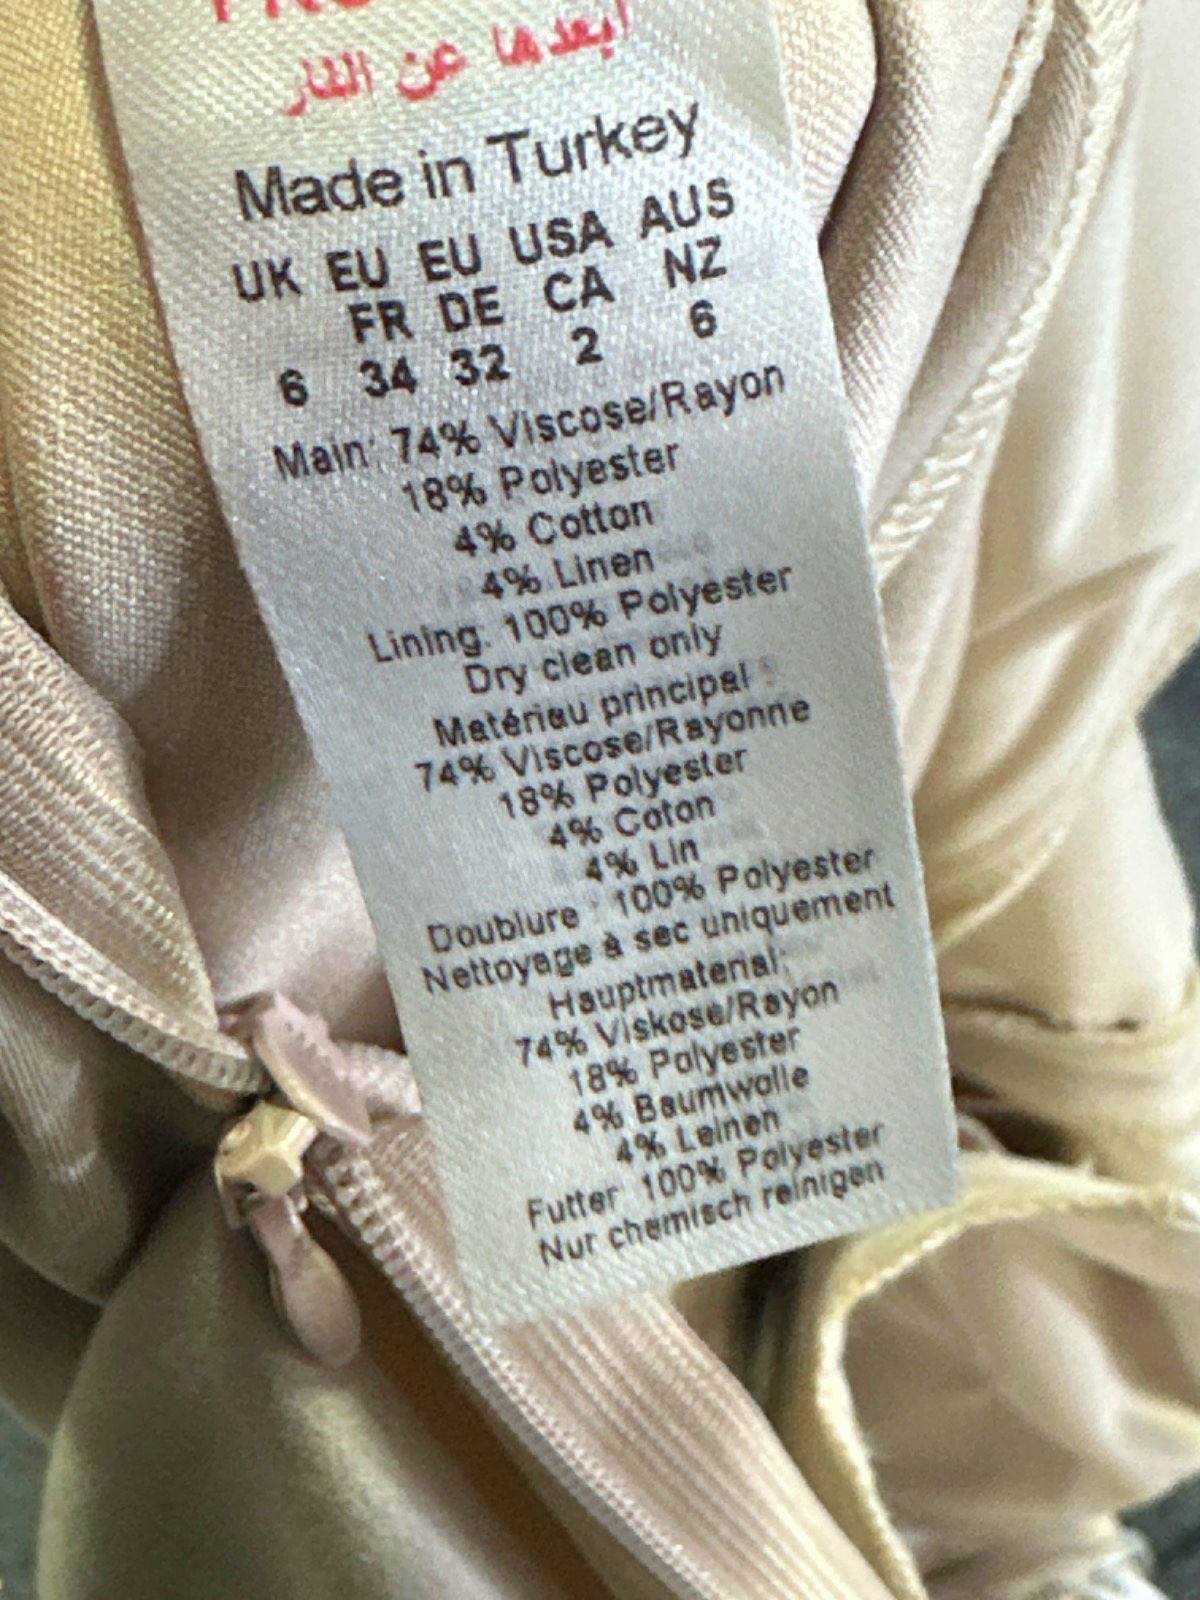 ابعدها عن النار
Made in Turkey
UK EU EU USA AUS
FR DE CA NZ
6 34 32 2 6
Main: 74% Viscose/Rayon
18% Polyester
4% Cotton
4% Linen
Lining: 100% Polyester
Dry clean only
Matériau principal :
74% Viscose/Rayonne
18% Polyester
4% Coton
4% Lin
Doublure : 100% Polyester
Nettoyage à sec uniquement
Hauptmaterial:
74% Viskose/Rayon
18% Polyester
4% Baumwolle
4% Leinen
Futter: 100% Polyester
Nur chemisch reinigen